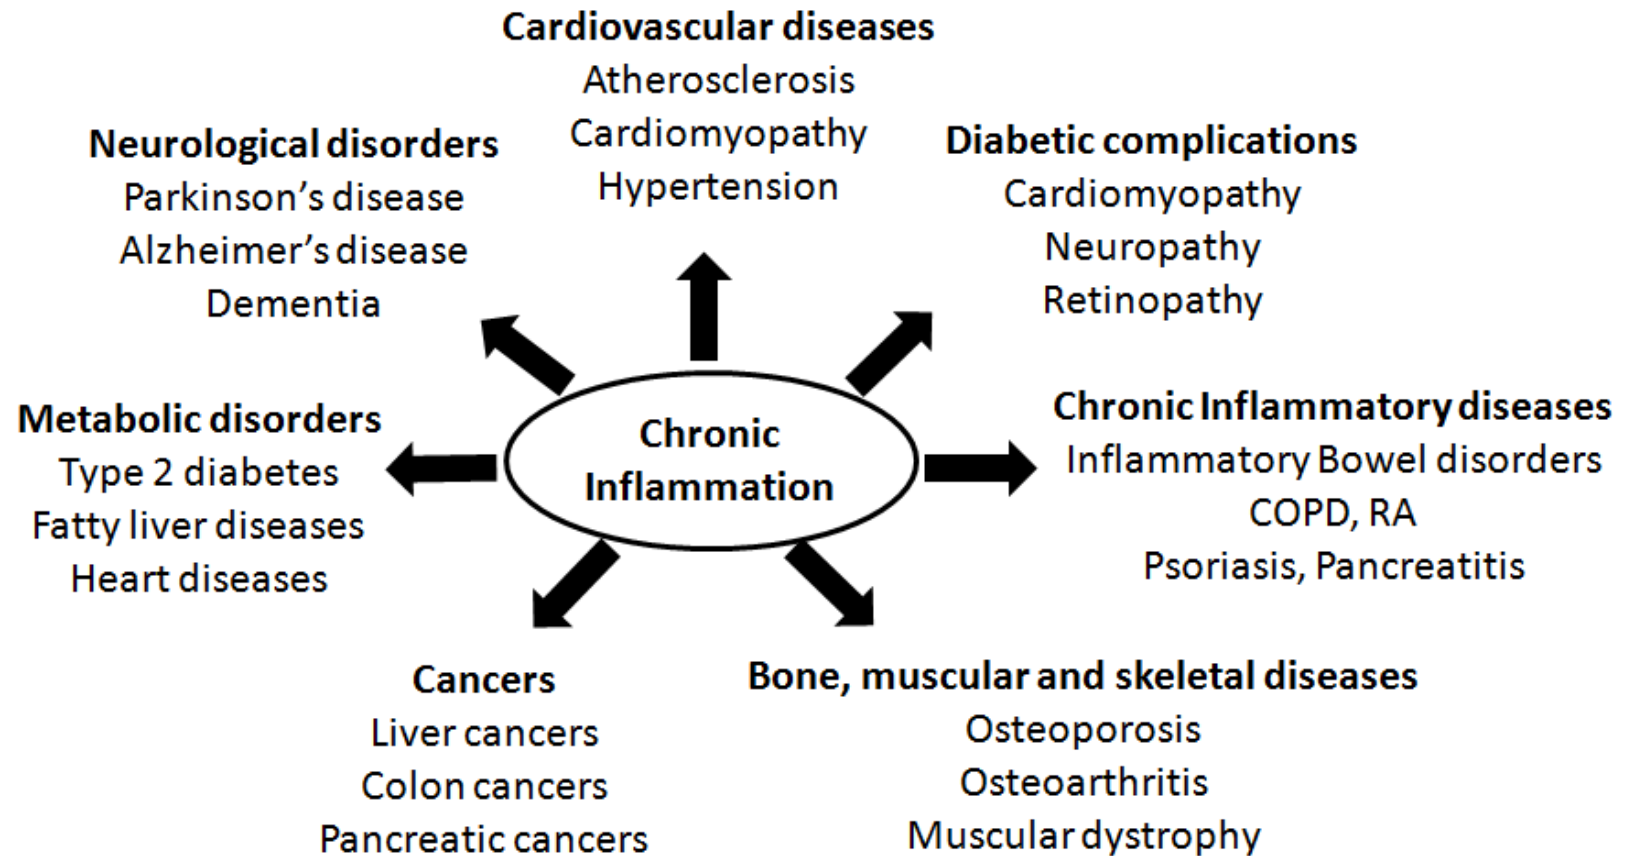 Cardiovascular diseases
Atherosclerosis
Cardiomyopathy
Hypertension
Neurological disorders
Parkinson’s disease
Alzheimer’s disease
Dementia
Diabetic complications
Cardiomyopathy
Neuropathy
Retinopathy
Metabolic disorders
Type 2 diabetes
Fatty liver diseases
Heart diseases
Chronic
Inflammation
Chronic Inflammatory diseases
Inflammatory Bowel disorders
COPD, RA
Psoriasis, Pancreatitis
Cancers
Liver cancers
Colon cancers
Pancreatic cancers
Bone, muscular and skeletal diseases
Osteoporosis
Osteoarthritis
Muscular dystrophy